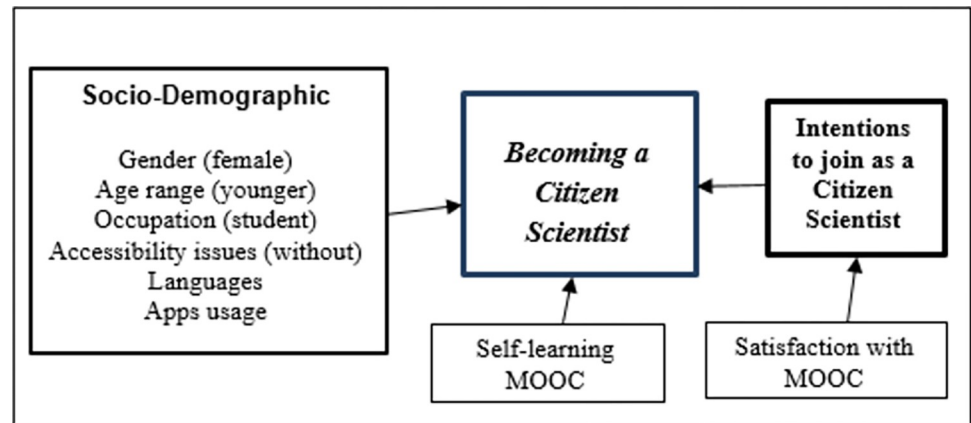 Socio-Demographic
Gender (female)
Age range (younger)
Occupation (student)
Accessibility issues (without)
Languages
Apps usage
Becoming a
Citizen
Scientist
Intentions
to join as a
Citizen
Scientist
Self-learning
MOOC
Satisfaction with
MOOC